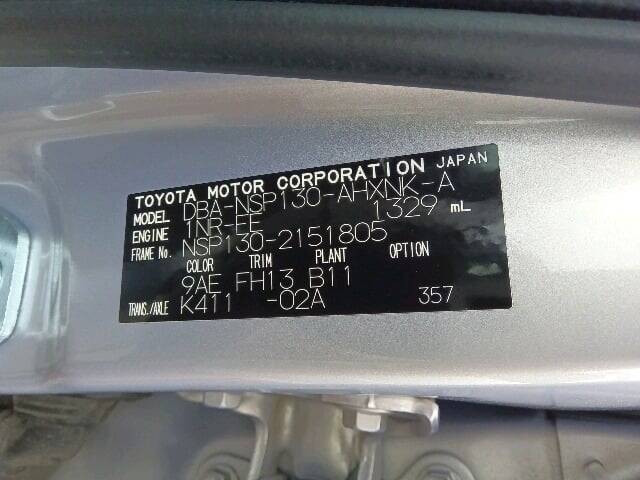 TOYOTA MOTOR CORPORATION JAPAN
MODEL DBA-NSP130-AHXNK-A
ENGINE 1NR-FE 1329 mL
FRAME No. NSP130-2151805
COLOR TRIM PLANT OPTION
9AE FH13 B11
TRANS./AXLE K411 -02A 357